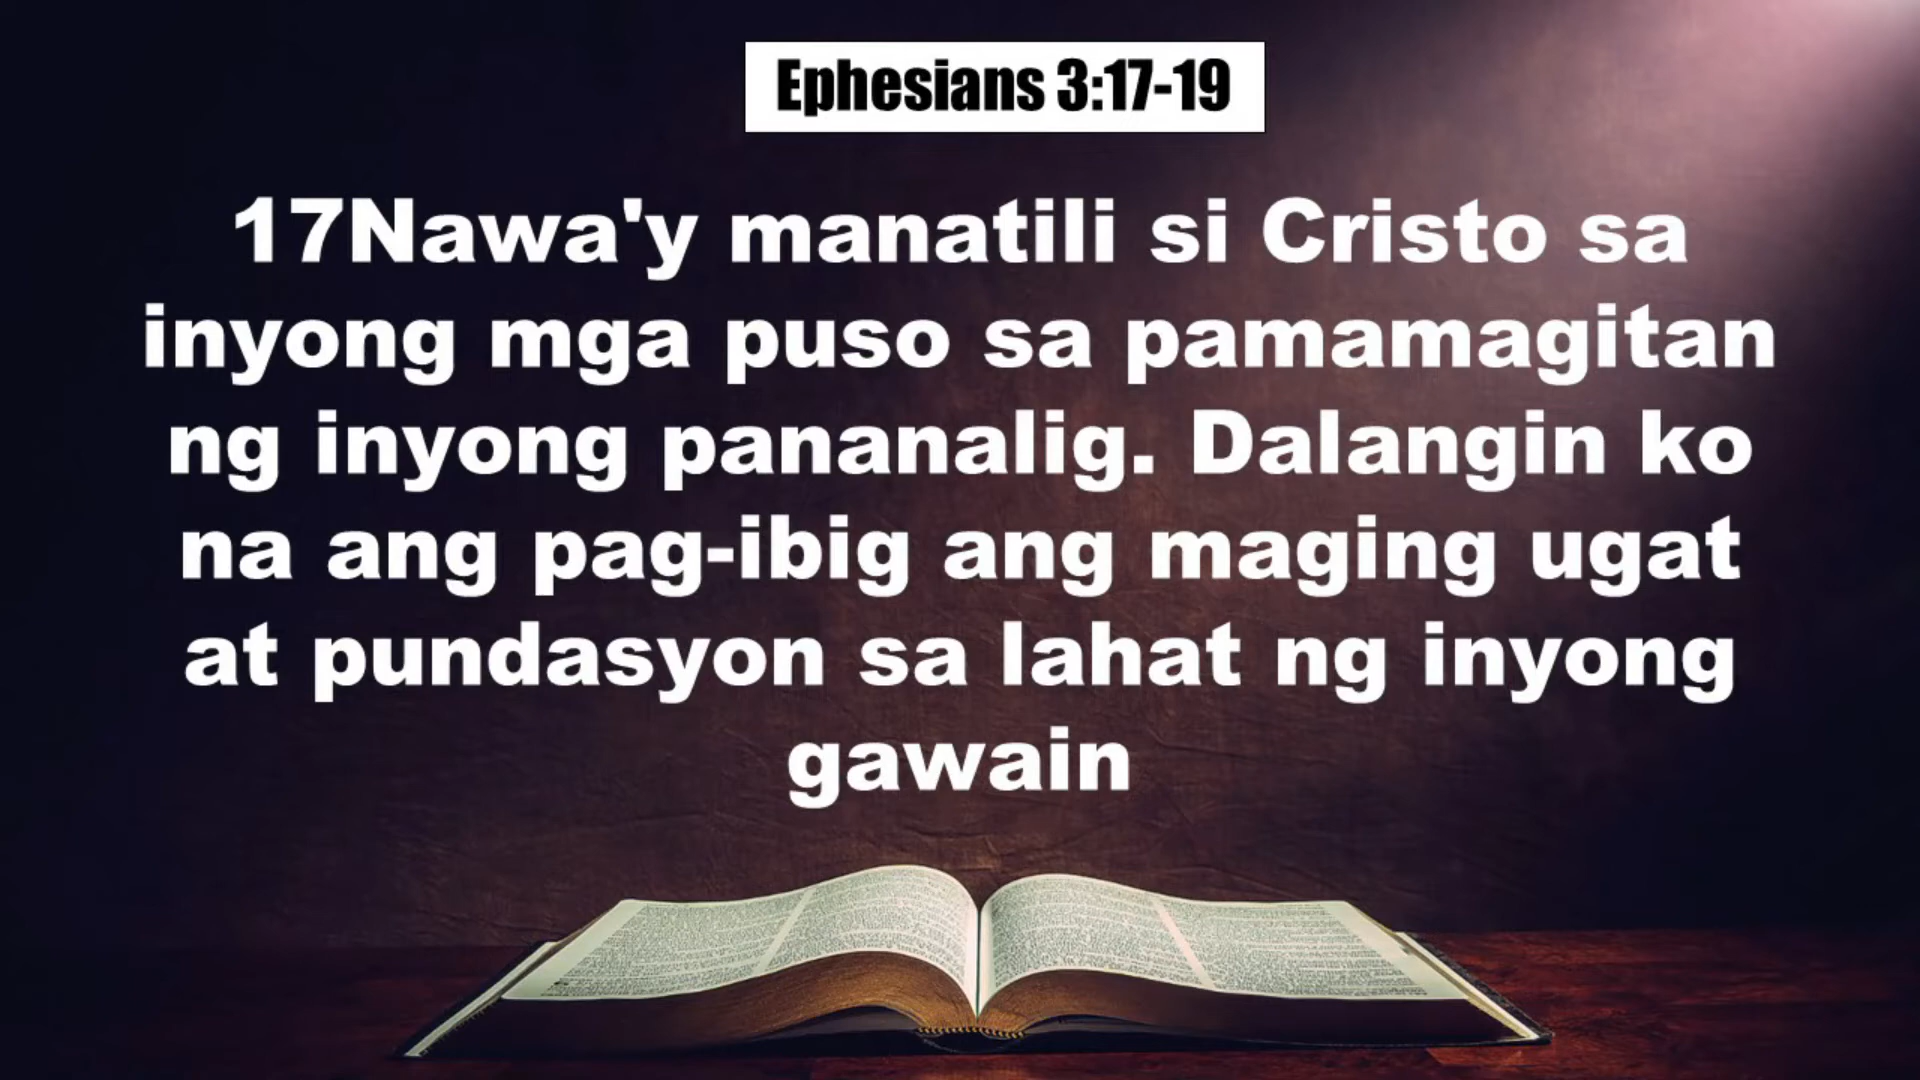 Ephesians 3:17-19
17Nawa'y manatili si Cristo sa
inyong mga puso sa pamamagitan
ng inyong pananalig. Dalangin ko
na ang pag-ibig ang maging ugat
at pundasyon sa lahat ng inyong
gawain